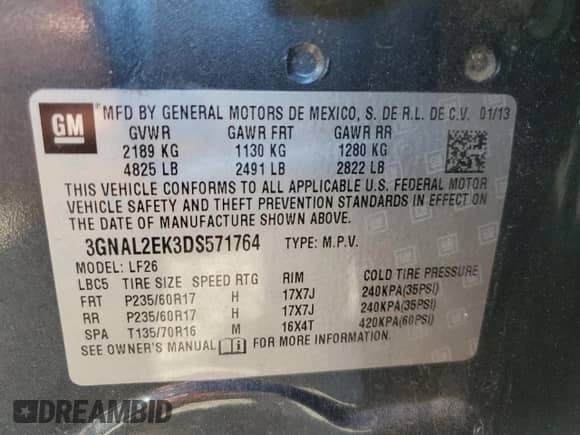 GM ® MFD BY GENERAL MOTORS DE MEXICO, S. DE R.L. DE C.V. 01/13
GVWR GAWR FRT GAWR RR
2189 KG 1130 KG 1280 KG
4825 LB 2491 LB 2822 LB
THIS VEHICLE CONFORMS TO ALL APPLICABLE U.S. FEDERAL MOTOR
VEHICLE SAFETY AND THEFT PREVENTION STANDARDS IN EFFECT ON
THE DATE OF MANUFACTURE SHOWN ABOVE.
3GNAL2EK3DS571764 TYPE: M.P.V.
MODEL: LF26
LBC5 TIRE SIZE SPEED RTG RIM COLD TIRE PRESSURE
FRT P235/60R17 H 17X7J 240KPA(35PSI)
RR P235/60R17 H 17X7J 240KPA(35PSI)
SPA T135/70R16 M 16X4T 420KPA(60PSI)
SEE OWNER'S MANUAL i FOR MORE INFORMATION.
DREAMBID